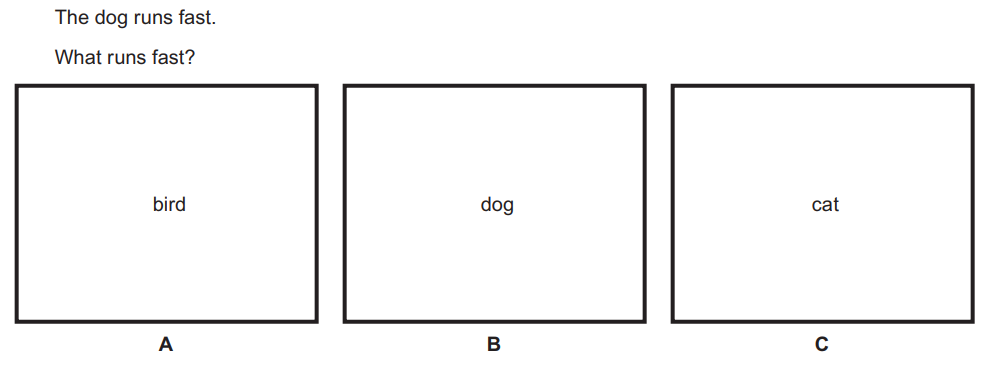 The dog runs fast.
What runs fast?
bird
dog
cat
A
B
C